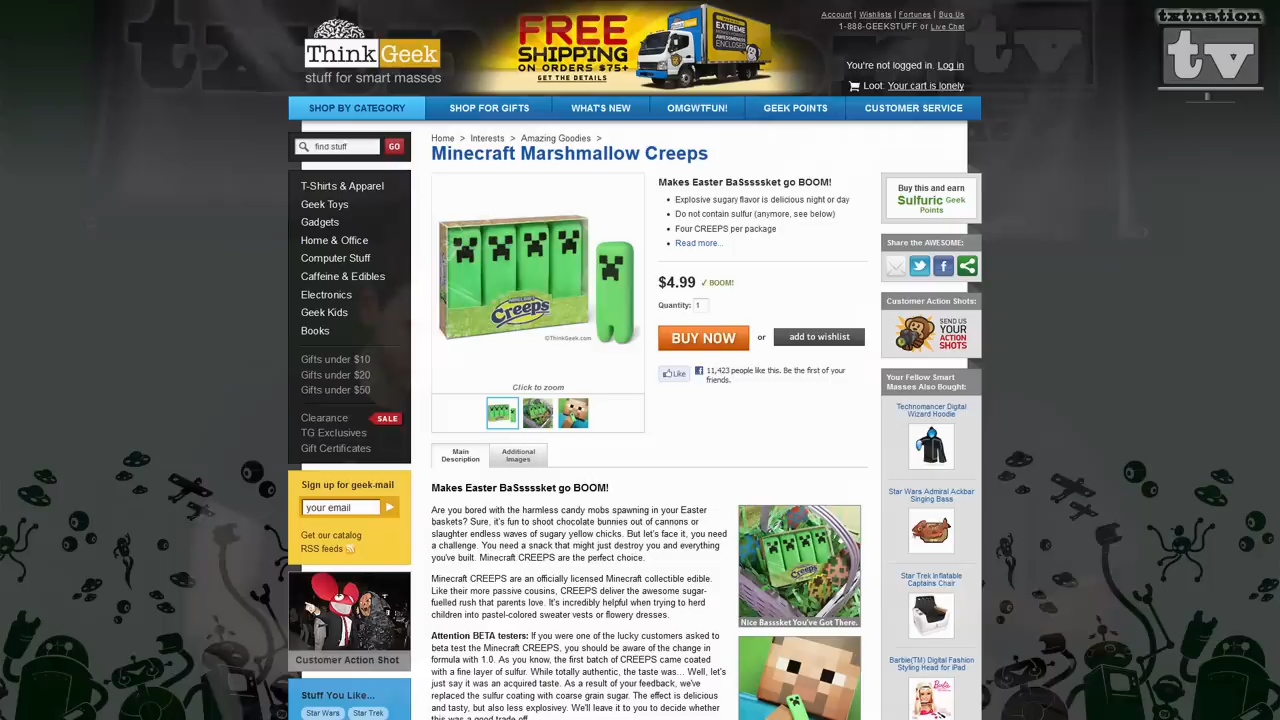 Account | Wishlists | Fortunes | Bug Us
1-888-GEEKSTUFF or Live Chat
txtnation
tv
ThinkGeek
stuff for smart masses
FREE
SHIPPING
ON ORDERS $75+
GET THE DETAILS
EXTREME
AWESOMENESS
ENCLOSED
You're not logged in. Log in
Loot: Your cart is lonely
SHOP BY CATEGORY
SHOP FOR GIFTS
WHAT'S NEW
OMGWTFUN!
GEEK POINTS
CUSTOMER SERVICE
find stuff
GO
T-Shirts & Apparel
Geek Toys
Gadgets
Home & Office
Computer Stuff
Caffeine & Edibles
Electronics
Geek Kids
Books
Gifts under $10
Gifts under $20
Gifts under $50
Clearance SALE
TG Exclusives
Gift Certificates
Sign up for geek-mail
your email
Get our catalog
RSS feeds
Customer Action Shot
Stuff You Like...
Star Wars
Star Trek
Home > Interests > Amazing Goodies >
Minecraft Marshmallow Creeps
Creeps
©ThinkGeek.com
Click to zoom
Makes Easter BaSssssket go BOOM!
Explosive sugary flavor is delicious night or day
Do not contain sulfur (anymore, see below)
Four CREEPS per package
Read more...
$4.99 ✓ BOOM!
Quantity: 1
BUY NOW
or
add to wishlist
Like
11,423 people like this. Be the first of your
friends.
Main
Description
Additional
Images
Makes Easter BaSssssket go BOOM!
Are you bored with the harmless candy mobs spawning in your Easter
baskets? Sure, it's fun to shoot chocolate bunnies out of cannons or
slaughter endless waves of sugary yellow chicks. But let's face it, you need
a challenge. You need a snack that might just destroy you and everything
you've built. Minecraft CREEPS are the perfect choice.
Minecraft CREEPS are an officially licensed Minecraft collectible edible.
Like their more passive cousins, CREEPS deliver the awesome sugar-
fuelled rush that parents love. It's incredibly helpful when trying to herd
children into pastel-colored sweater vests or flowery dresses.
Attention BETA testers: If you were one of the lucky customers asked to
beta test the Minecraft CREEPS, you should be aware of the change in
formula with 1.0. As you know, the first batch of CREEPS came coated
with a fine layer of sulfur. While totally authentic, the taste was... Well, let's
just say it was an acquired taste. As a result of your feedback, we've
replaced the sulfur coating with coarse grain sugar. The effect is delicious
and tasty, but also less explosively. We'll leave it to you to decide whether
this was a good trade off.
Creeps
Nice Basssket You've Got There.
Buy this and earn
Sulfuric Geek
Points
Share the AWESOME:
Customer Action Shots:
SEND US
YOUR
ACTION
SHOTS
Your Fellow Smart
Masses Also Bought:
Technomancer Digital
Wizard Hoodie
Star Wars Admiral Ackbar
Singing Bass
Star Trek Inflatable
Captains Chair
Barbie(TM) Digital Fashion
Styling Head for iPad
Barbie